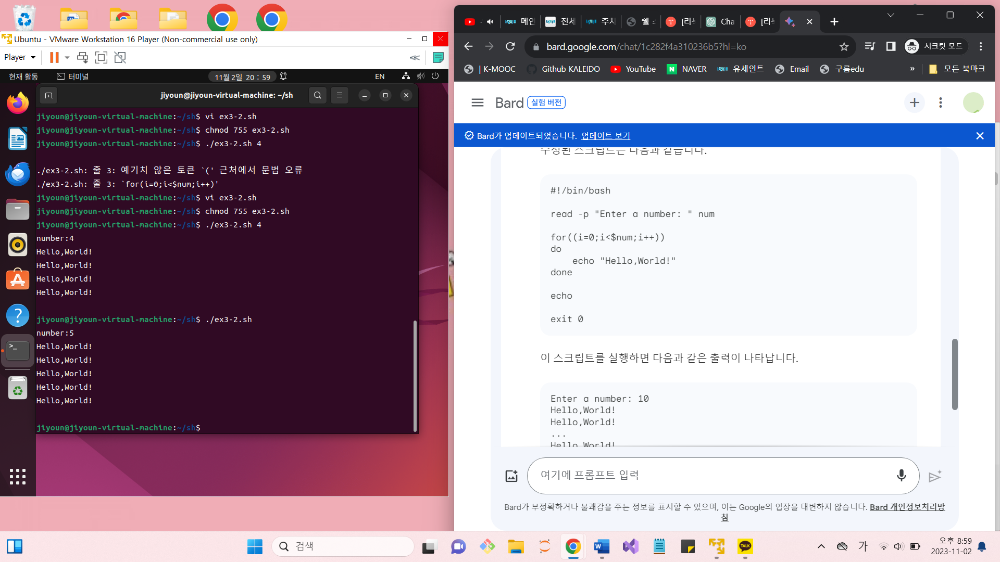 Ubuntu - VMware Workstation 16 Player (Non-commercial use only)
Player
현재 활동
터미널
11월 2일 20 : 59
EN
jiyoun@jiyoun-virtual-machine: ~/sh
jiyoun@jiyoun-virtual-machine:~/sh$ vi ex3-2.sh
jiyoun@jiyoun-virtual-machine:~/sh$ chmod 755 ex3-2.sh
jiyoun@jiyoun-virtual-machine:~/sh$ ./ex3-2.sh 4
./ex3-2.sh: 줄 3: 예기치 않은 토큰 `(' 근처에서 문법 오류
./ex3-2.sh: 줄 3: `for(i=0;i<$num;i++)'
jiyoun@jiyoun-virtual-machine:~/sh$ vi ex3-2.sh
jiyoun@jiyoun-virtual-machine:~/sh$ chmod 755 ex3-2.sh
jiyoun@jiyoun-virtual-machine:~/sh$ ./ex3-2.sh 4
number:4
Hello,World!
Hello,World!
Hello,World!
Hello,World!
jiyoun@jiyoun-virtual-machine:~/sh$ ./ex3-2.sh
number:5
Hello,World!
Hello,World!
Hello,World!
Hello,World!
Hello,World!
jiyoun@jiyoun-virtual-machine:~/sh$
메인 전체 주차 쉘 [리눅 Cha [리눅
bard.google.com/chat/1c282f4a310236b5?hl=ko
시크릿 모드
| K-MOOC Github KALEIDO YouTube NAVER 유세인트 Email 구름edu » 모든 북마크
Bard 실험 버전
Bard가 업데이트되었습니다. 업데이트 보기
수정된 스크립트는 다음과 같습니다.
#!/bin/bash
read -p "Enter a number: " num
for((i=0;i<$num;i++))
do
echo "Hello,World!"
done
echo
exit 0
이 스크립트를 실행하면 다음과 같은 출력이 나타납니다.
Enter a number: 10
Hello,World!
Hello,World!
...
Hello,World!
여기에 프롬프트 입력
Bard가 부정확하거나 불쾌감을 주는 정보를 표시할 수 있으며, 이는 Google의 입장을 대변하지 않습니다. Bard 개인정보처리방
침
검색
TALK
가
오후 8:59
2023-11-02